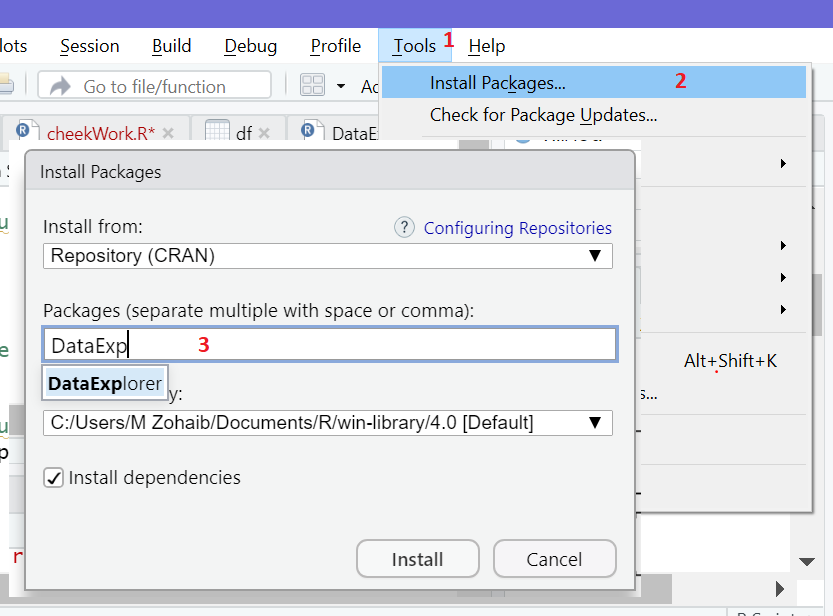 lots Session Build Debug Profile Tools 1 Help
Go to file/function
Install Packages... 2
Check for Package Updates...
cheekWork.R* df DataE
Install Packages
Install from: ? Configuring Repositories
Repository (CRAN)
Packages (separate multiple with space or comma):
DataExp 3
DataExplorer
y:
Alt+Shift+K
s...
C:/Users/M Zohaib/Documents/R/win-library/4.0 [Default]
Install dependencies
Install Cancel